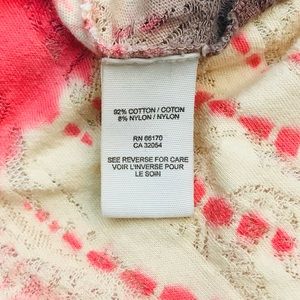 92% COTTON / COTON
8% NYLON / NYLON
RN 66170
CA 32054
SEE REVERSE FOR CARE
VOIR L'INVERSE POUR
LE SOIN